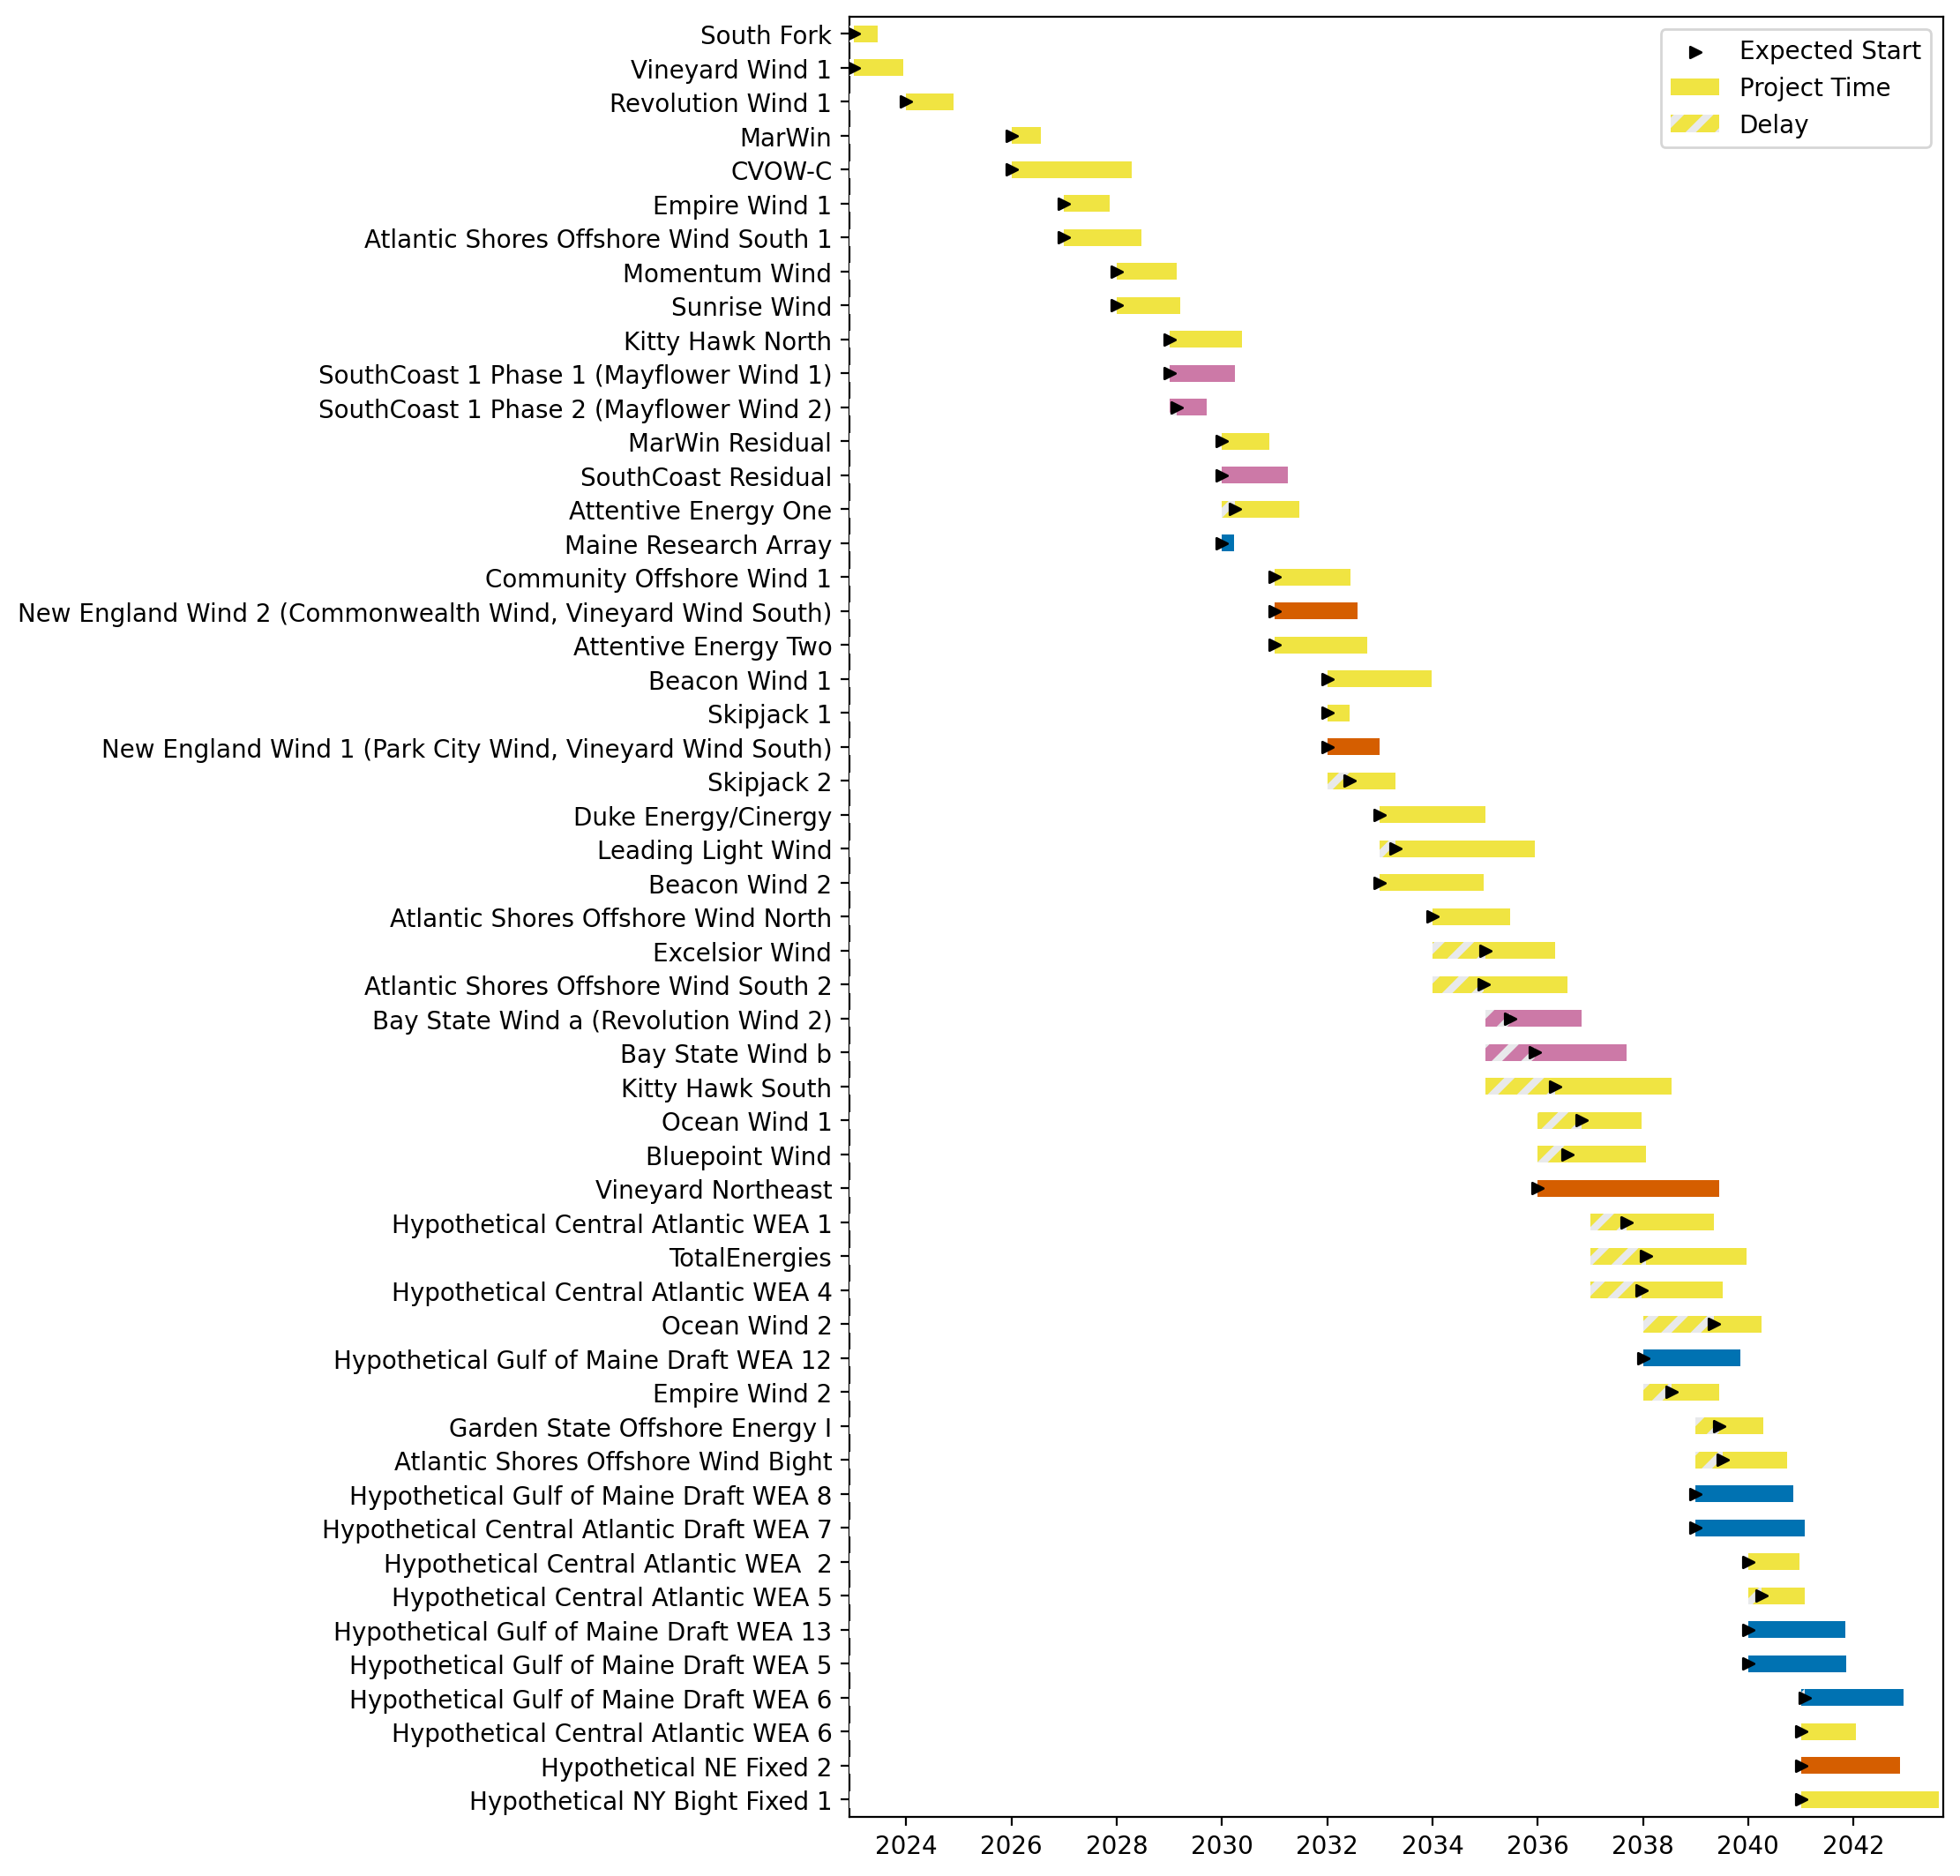 South Fork
Vineyard Wind 1
Revolution Wind 1
MarWin
CVOW-C
Empire Wind 1
Atlantic Shores Offshore Wind South 1
Momentum Wind
Sunrise Wind
Kitty Hawk North
SouthCoast 1 Phase 1 (Mayflower Wind 1)
SouthCoast 1 Phase 2 (Mayflower Wind 2)
MarWin Residual
SouthCoast Residual
Attentive Energy One
Maine Research Array
Community Offshore Wind 1
New England Wind 2 (Commonwealth Wind, Vineyard Wind South)
Attentive Energy Two
Beacon Wind 1
Skipjack 1
New England Wind 1 (Park City Wind, Vineyard Wind South)
Skipjack 2
Duke Energy/Cinergy
Leading Light Wind
Beacon Wind 2
Atlantic Shores Offshore Wind North
Excelsior Wind
Atlantic Shores Offshore Wind South 2
Bay State Wind a (Revolution Wind 2)
Bay State Wind b
Kitty Hawk South
Ocean Wind 1
Bluepoint Wind
Vineyard Northeast
Hypothetical Central Atlantic WEA 1
TotalEnergies
Hypothetical Central Atlantic WEA 4
Ocean Wind 2
Hypothetical Gulf of Maine Draft WEA 12
Empire Wind 2
Garden State Offshore Energy I
Atlantic Shores Offshore Wind Bight
Hypothetical Gulf of Maine Draft WEA 8
Hypothetical Central Atlantic Draft WEA 7
Hypothetical Central Atlantic WEA  2
Hypothetical Central Atlantic WEA 5
Hypothetical Gulf of Maine Draft WEA 13
Hypothetical Gulf of Maine Draft WEA 5
Hypothetical Gulf of Maine Draft WEA 6
Hypothetical Central Atlantic WEA 6
Hypothetical NE Fixed 2
Hypothetical NY Bight Fixed 1
Expected Start
Project Time
Delay
2024 2026 2028 2030 2032 2034 2036 2038 2040 2042